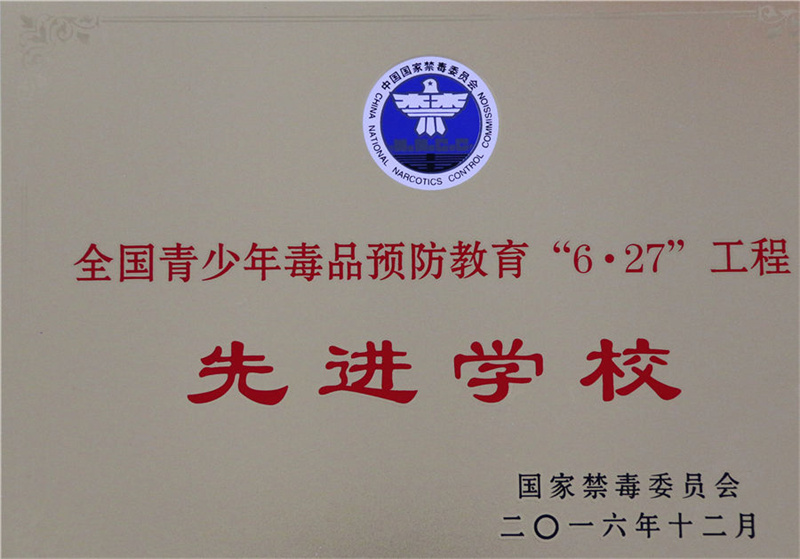 中国国家禁毒委员会
CHINA NATIONAL NARCOTICS CONTROL COMMISSION
全国青少年毒品预防教育“6·27”工程
先进学校
国家禁毒委员会
二〇一六年十二月